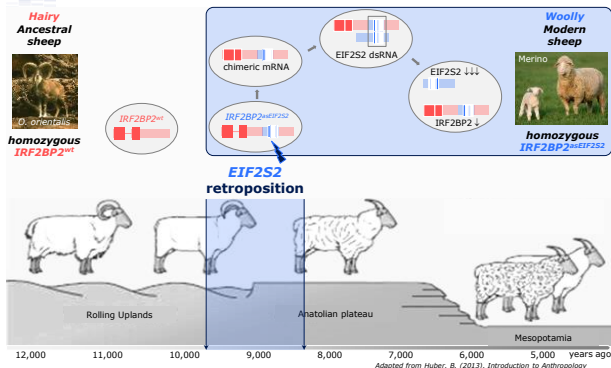 Hairy
Ancestral
sheep
O. orientalis
homozygous
IRF2BP2wt
IRF2BP2wt
chimeric mRNA
IRF2BP2asEIF2S2
EIF2S2 dsRNA
EIF2S2 ↓↓↓
IRF2BP2 ↓
Woolly
Modern
sheep
Merino
homozygous
IRF2BP2asEIF2S2
EIF2S2
retroposition
Rolling Uplands
Anatolian plateau
Mesopotamia
12,000 11,000 10,000 9,000 8,000 7,000 6,000 5,000 years ago
Adapted from Huber, B. (2013). Introduction to Anthropology